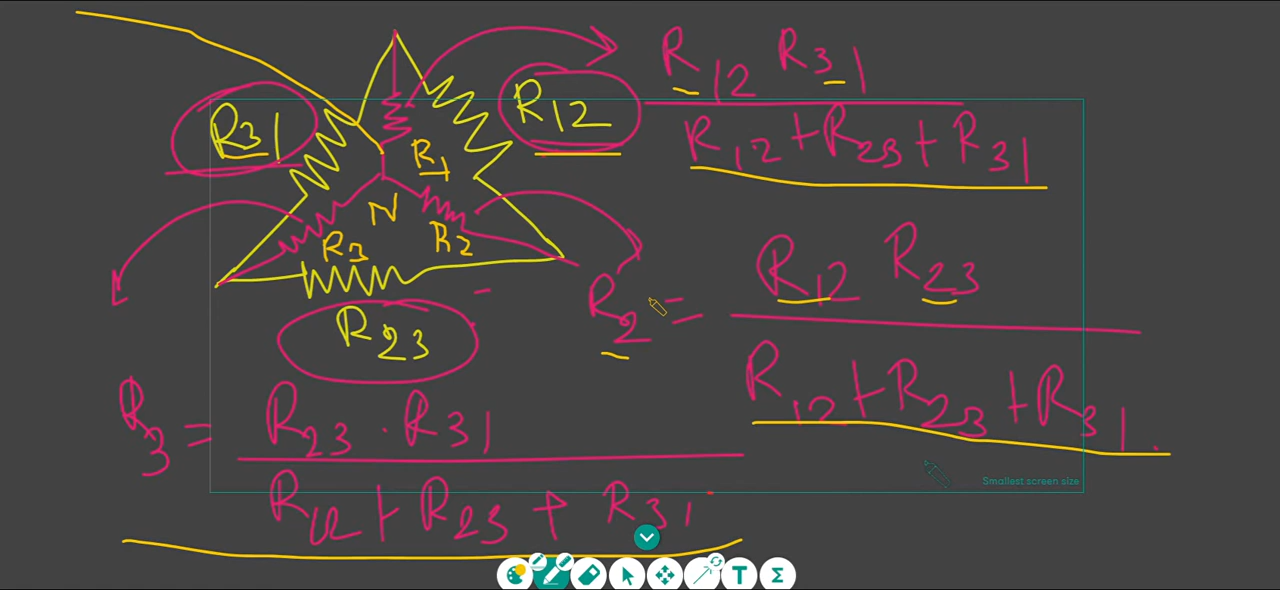 R31
R12
R1
N
R3
R2
R23
R12 R31
R12+R23+R31
R2 = R12 R23
R12+R23+R31
R3 = R23 . R31
R12+R23+R31
Smallest screen size
T
Σ